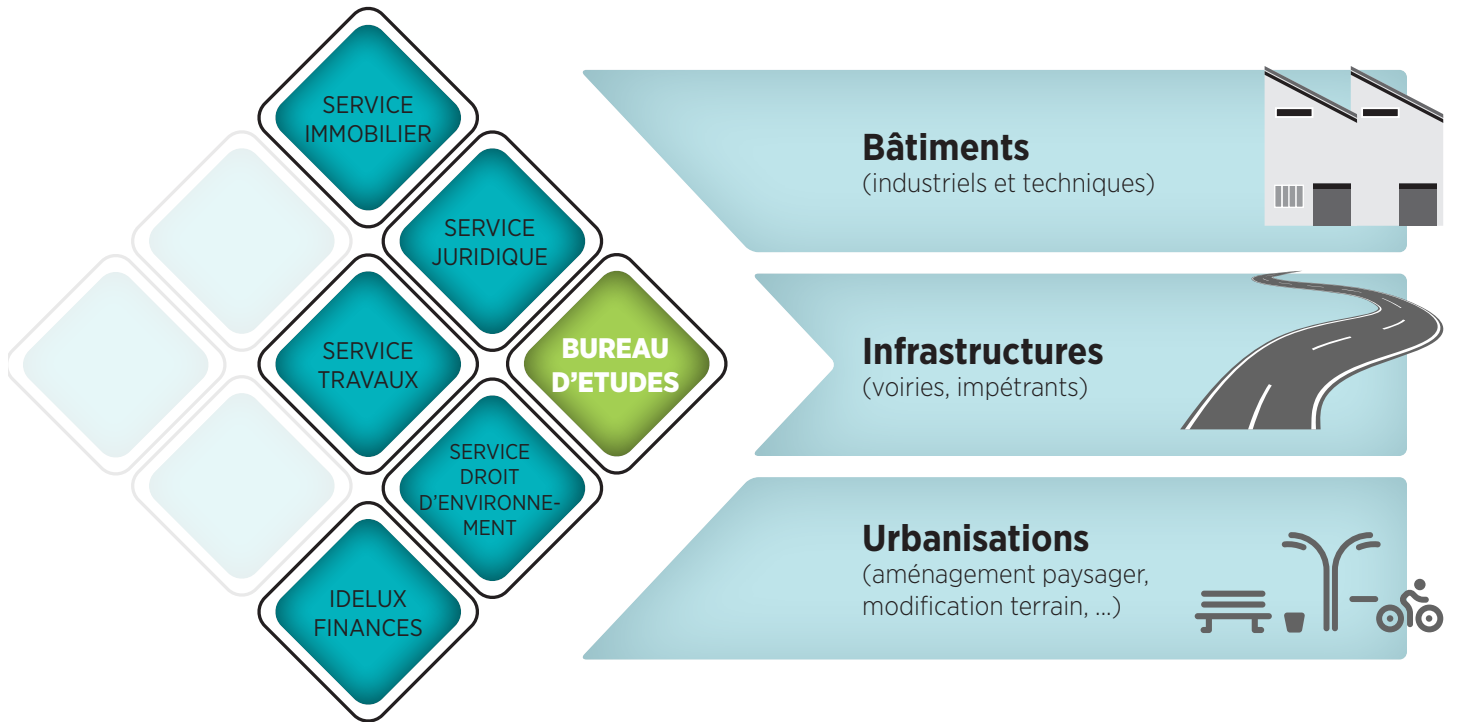 SERVICE
IMMOBILIER
SERVICE
JURIDIQUE
SERVICE
TRAVAUX
BUREAU
D'ETUDES
SERVICE
DROIT
D'ENVIRONNE-
MENT
IDELUX
FINANCES
Bâtiments
(industriels et techniques)
Infrastructures
(voiries, impétrants)
Urbanisations
(aménagement paysager,
modification terrain, ...)